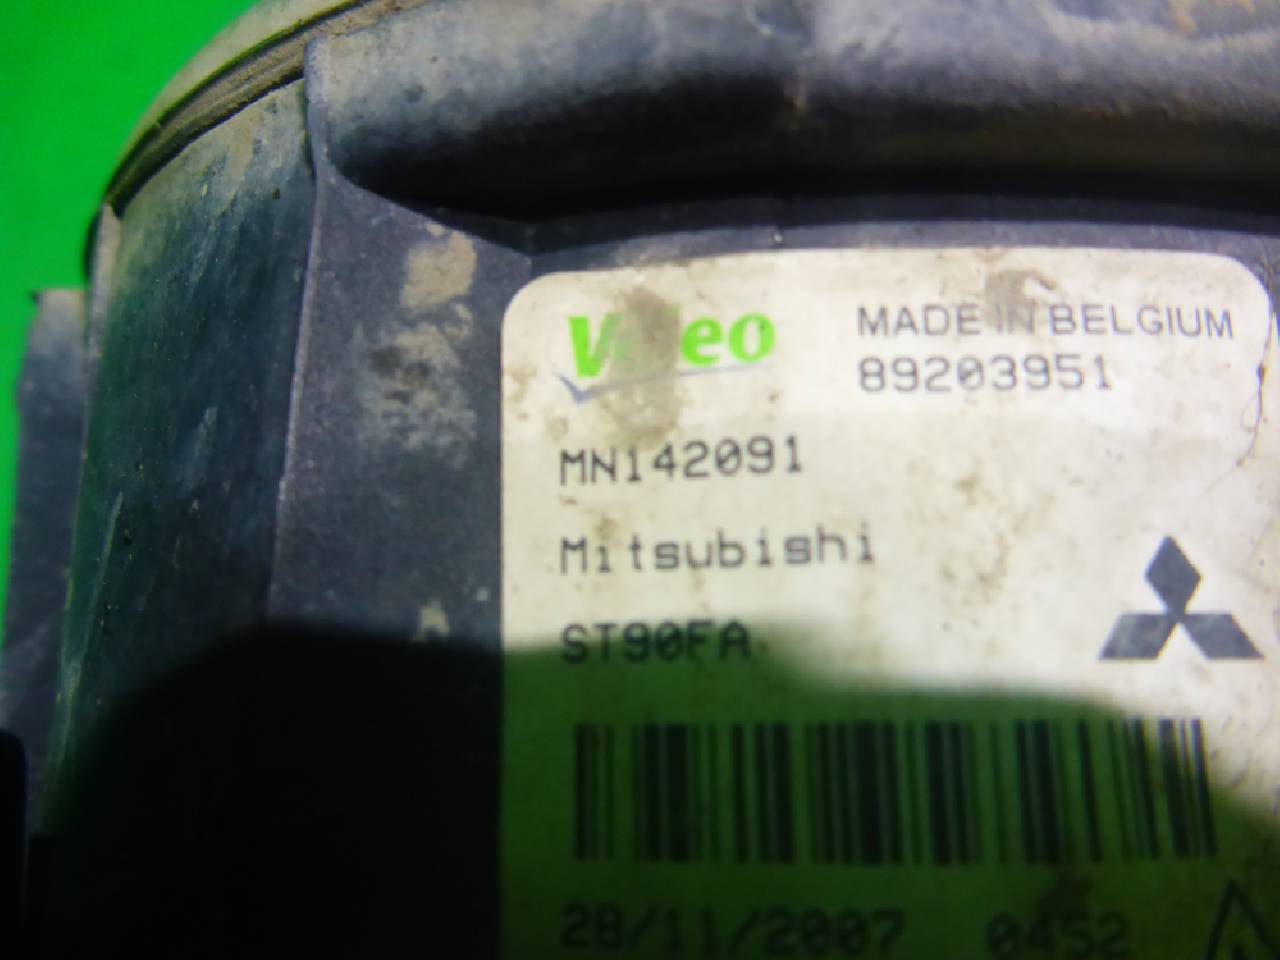 Valeo
MADE IN BELGIUM
89203951
MN142091
Mitsubishi
ST90FA
28/11/2007 0452